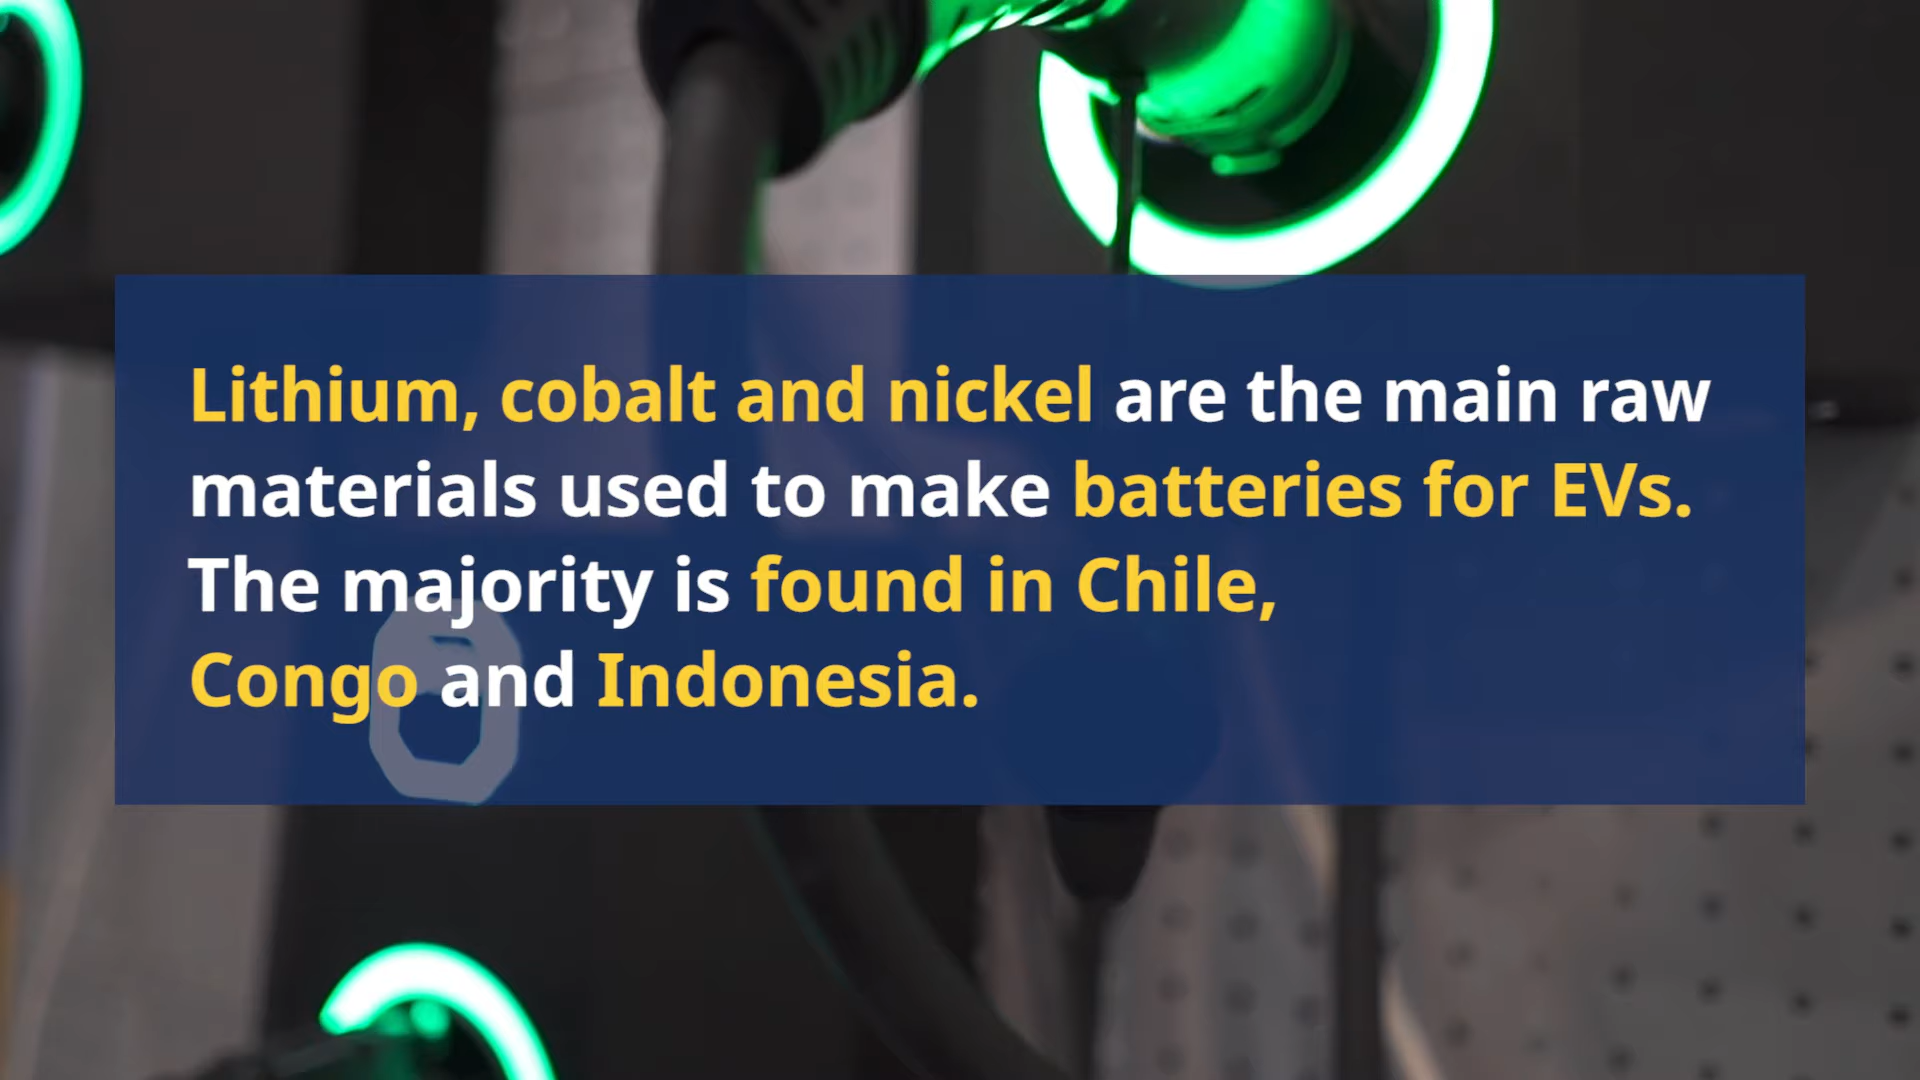 Lithium, cobalt and nickel are the main raw
materials used to make batteries for EVs.
The majority is found in Chile,
Congo and Indonesia.